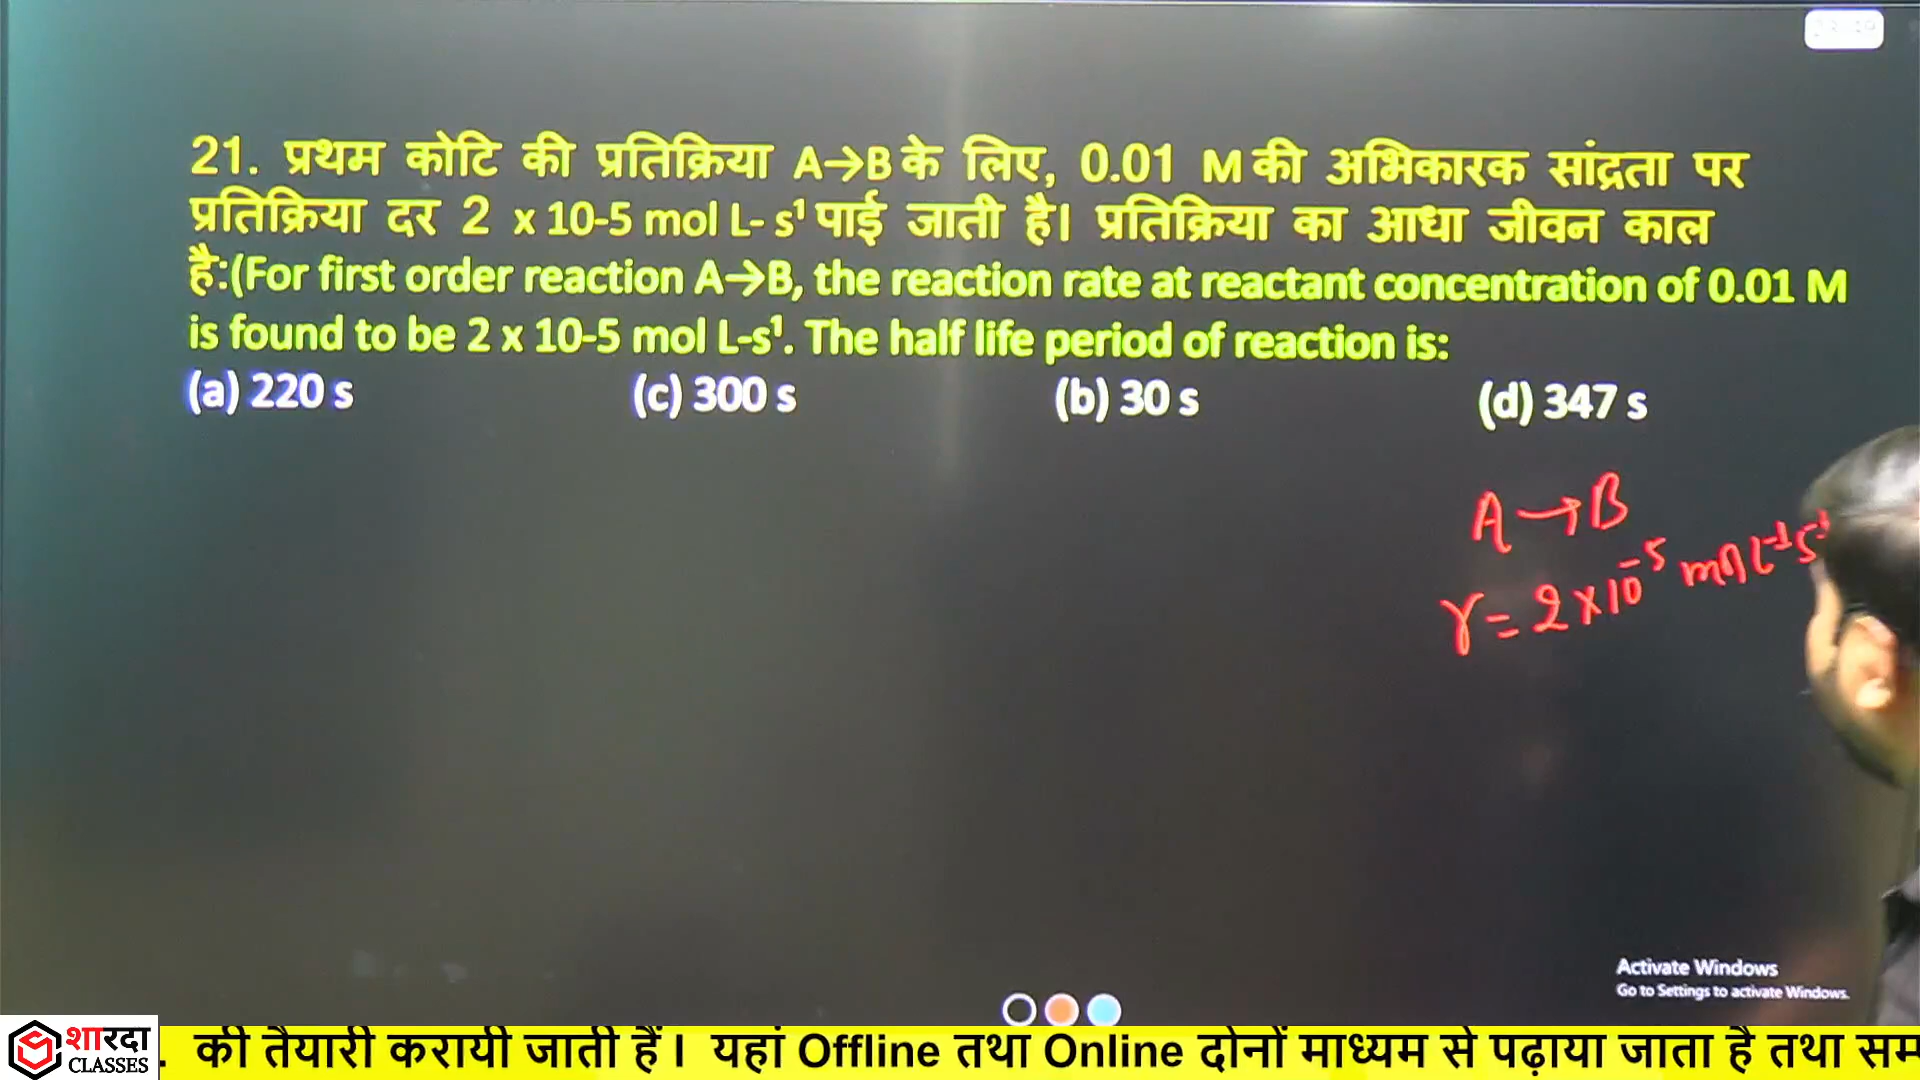 21. प्रथम कोटि की प्रतिक्रिया A→B के लिए, 0.01 M की अभिकारक सांद्रता पर
प्रतिक्रिया दर 2 x 10-5 mol L- s¹ पाई जाती है। प्रतिक्रिया का आधा जीवन काल
है:(For first order reaction A→B, the reaction rate at reactant concentration of 0.01 M
is found to be 2 x 10-5 mol L-s¹. The half life period of reaction is:
(a) 220 s (c) 300 s (b) 30 s (d) 347 s
A→B
r = 2×10⁻⁵ mol L⁻¹ S⁻¹
Activate Windows
Go to Settings to activate Windows.
शारदा
CLASSES
. की तैयारी करायी जाती हैं। यहां Offline तथा Online दोनों माध्यम से पढ़ाया जाता है तथा सम